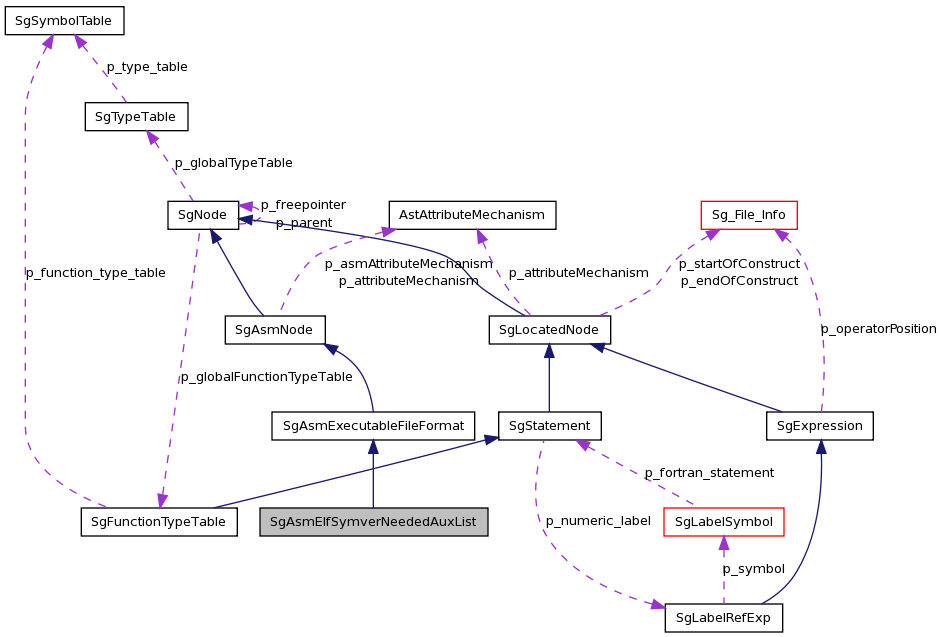 SgSymbolTable
p_type_table
SgTypeTable
p_globalTypeTable
SgNode
p_freepointer
p_parent
AstAttributeMechanism
Sg_File_Info
p_function_type_table
p_asmAttributeMechanism
p_attributeMechanism
p_attributeMechanism
p_startOfConstruct
p_endOfConstruct
SgAsmNode
SgLocatedNode
p_operatorPosition
p_globalFunctionTypeTable
SgAsmExecutableFileFormat
SgStatement
SgExpression
p_fortran_statement
SgFunctionTypeTable
SgAsmElfSymverNeededAuxList
p_numeric_label
SgLabelSymbol
p_symbol
SgLabelRefExp